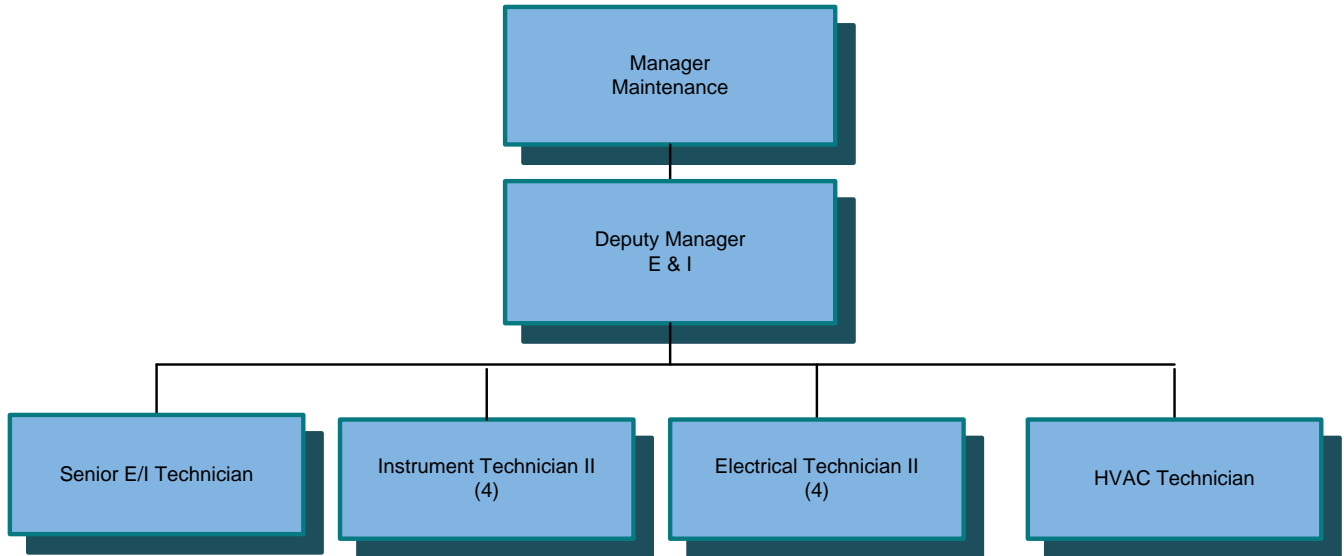 Manager
Maintenance
Deputy Manager
E & I
Senior E/I Technician
Instrument Technician II
(4)
Electrical Technician II
(4)
HVAC Technician